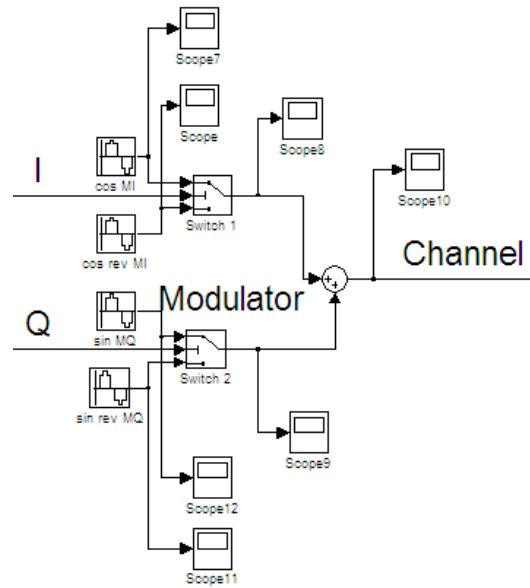 Scope7
Scope
Scope8
I
cos MI
Scope10
Switch 1
cos rev MI
Channel
Modulator
Q
sin MQ
Switch 2
sin rev MQ
Scope9
Scope12
Scope11